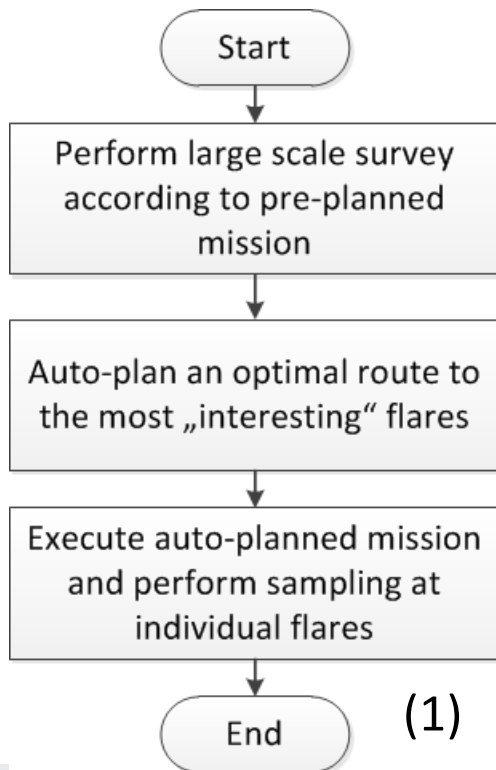 Start
Perform large scale survey
according to pre-planned
mission
Auto-plan an optimal route to
the most „interesting“ flares
Execute auto-planned mission
and perform sampling at
individual flares
End
(1)